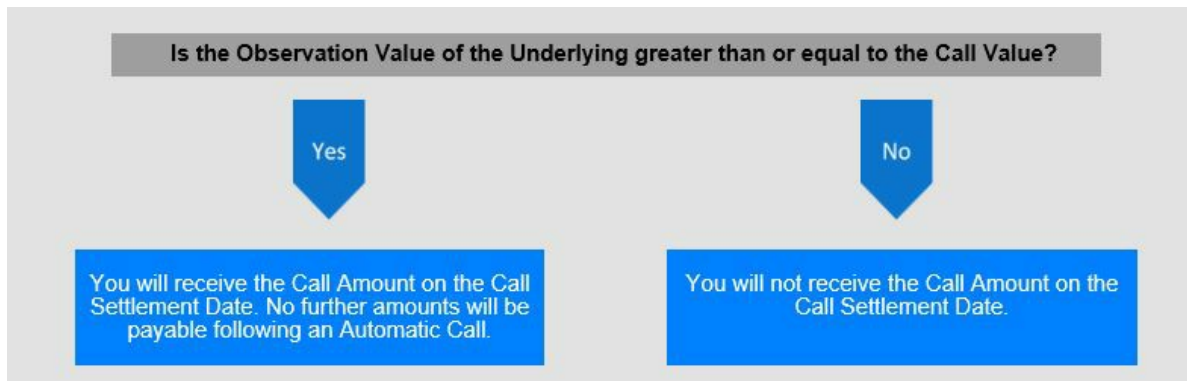 Is the Observation Value of the Underlying greater than or equal to the Call Value?
Yes
No
You will receive the Call Amount on the Call
Settlement Date. No further amounts will be
payable following an Automatic Call.
You will not receive the Call Amount on the
Call Settlement Date.